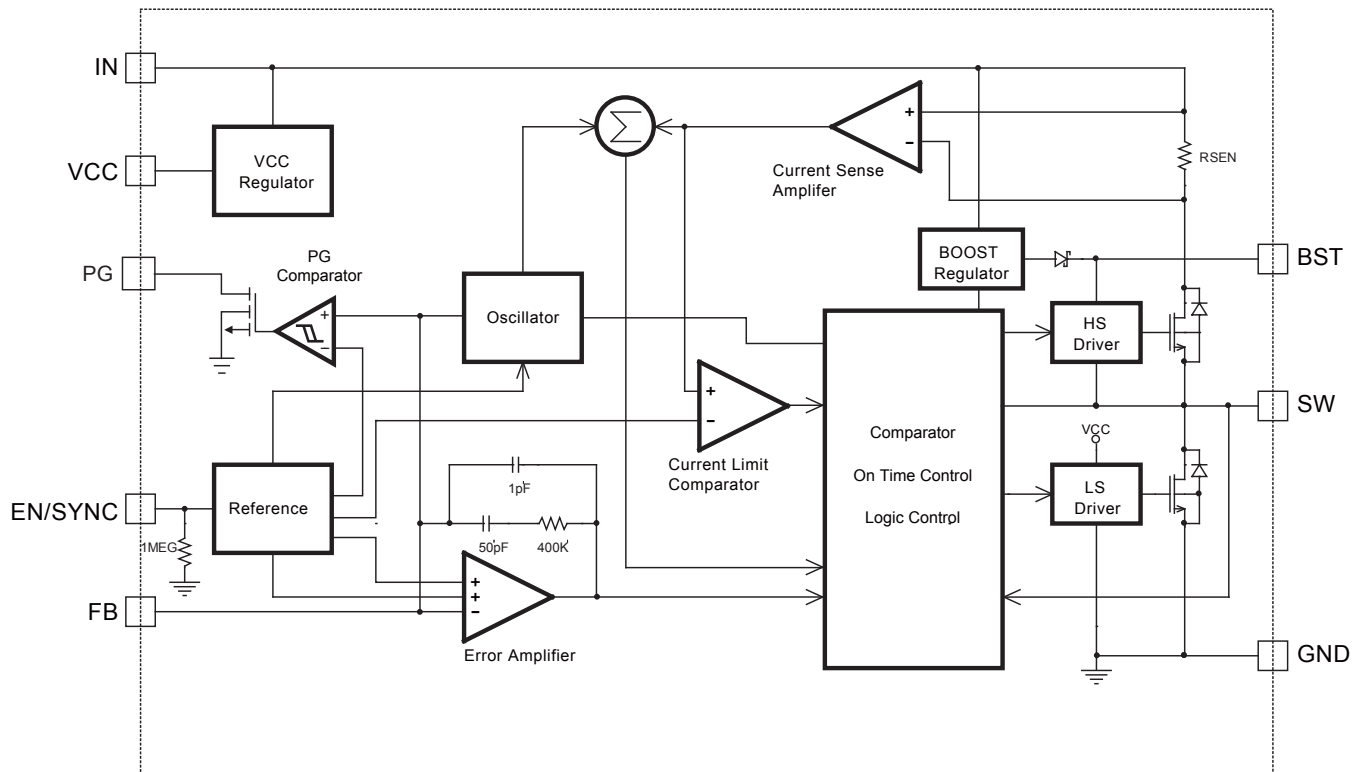 IN
VCC
VCC
Regulator
Σ
+
−
Current Sense
Amplifer
RSEN
PG
PG
Comparator
+
−
Oscillator
BOOST
Regulator
BST
HS
Driver
+
−
Current Limit
Comparator
Comparator
On Time Control
Logic Control
SW
VCC
LS
Driver
EN/SYNC
1MEG
Reference
1pF
50pF
400K
FB
+
+
−
Error Amplifier
GND